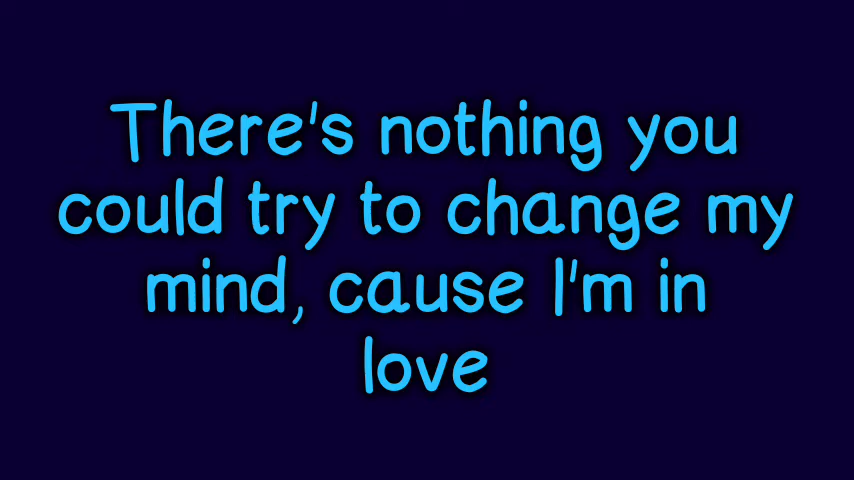 There's nothing you
could try to change my
mind, cause I'm in
love